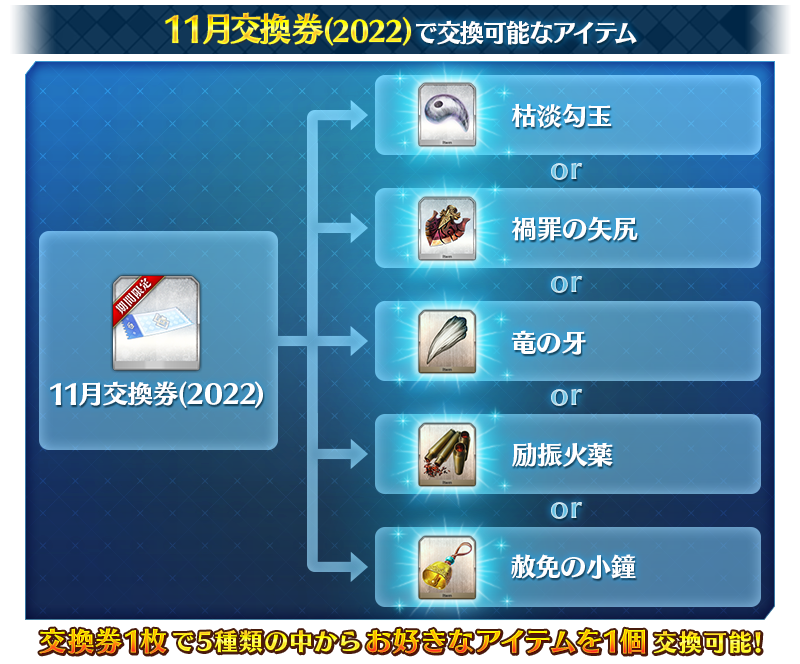 11月交換券(2022)で交換可能なアイテム
枯淡勾玉
or
禍罪の矢尻
or
期間限定
竜の牙
11月交換券(2022)
or
励振火薬
or
赦免の小鐘
交換券1枚で5種類の中からお好きなアイテムを1個交換可能!